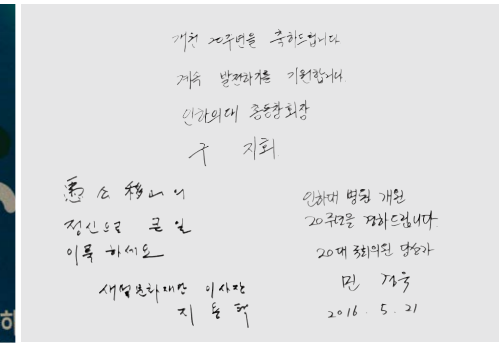 개원 20주년을 축하드립니다
계속 발전하기를 기원합니다.
인하의대 총동창회장
구 지회
愚公移山의
정신으로 큰 일
이룩 하세요
새얼문화재단 이사장
지용택
인하대 병원 개원
20주년을 경하드립니다.
20대 국회의원 당선자
민 경욱
2016. 5. 21
하